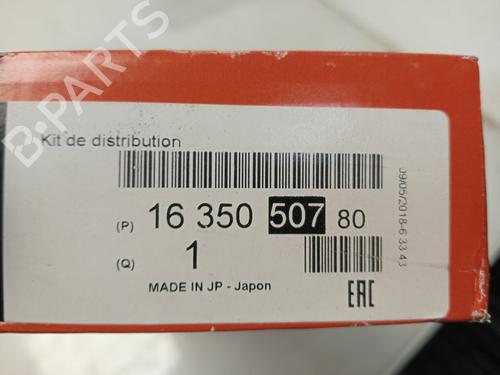 B-PARTS
Kit de distribution
(P) 16 350 507 80
(Q) 1
MADE IN JP - Japon
EAC
09/05/2018-6 33 43